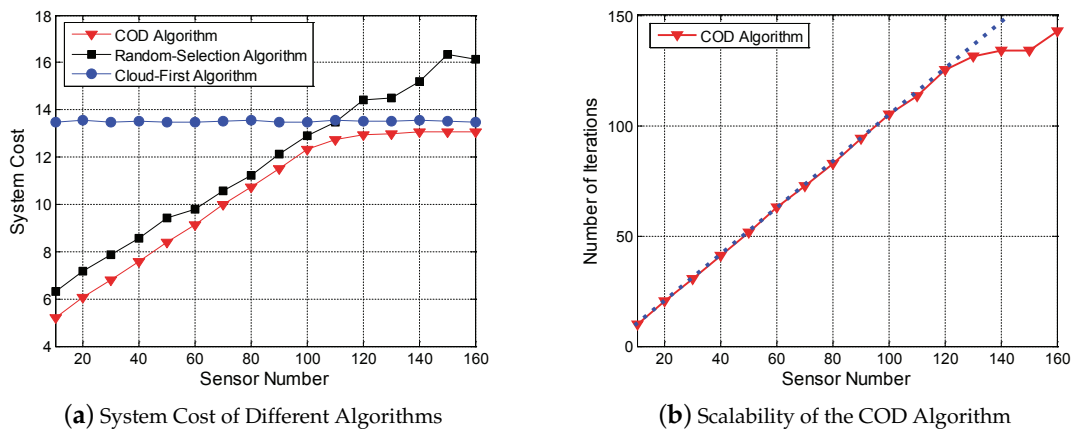 18
16
14
12
10
8
6
4
System Cost
COD Algorithm
Random-Selection Algorithm
Cloud-First Algorithm
20 40 60 80 100 120 140 160
Sensor Number
(a) System Cost of Different Algorithms
150
100
50
0
Number of Iterations
COD Algorithm
20 40 60 80 100 120 140 160
Sensor Number
(b) Scalability of the COD Algorithm